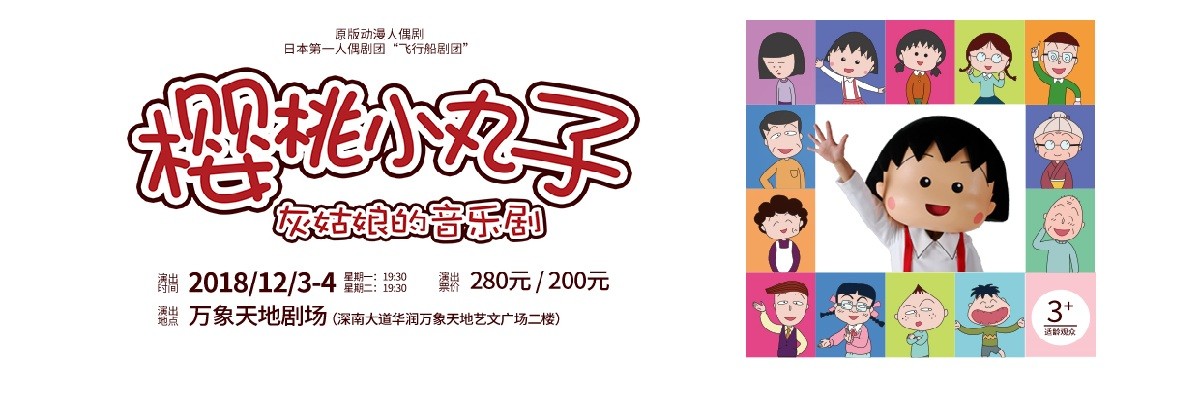 原版动漫人偶剧
日本第一人偶剧团“飞行船剧团”
樱桃小丸子
灰姑娘的音乐剧
演出时间 2018/12/3-4 星期一：19:30 星期二：19:30 演出票价 280元 / 200元
演出地点 万象天地剧场（深南大道华润万象天地艺文广场二楼）
3+
适龄观众